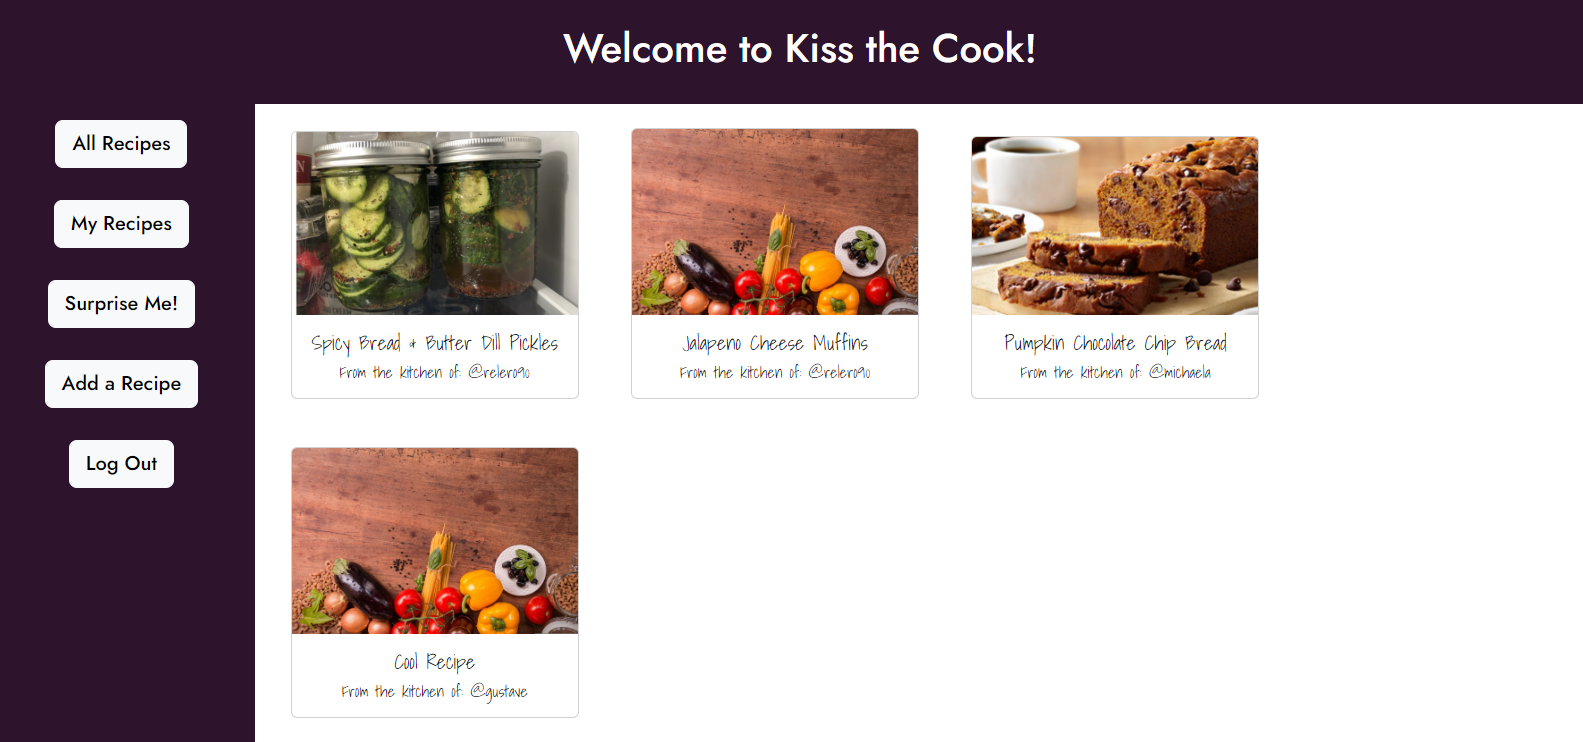 Welcome to Kiss the Cook!
All Recipes
My Recipes
Surprise Me!
Add a Recipe
Log Out
Spicy Bread & Butter Dill Pickles
From the kitchen of: @relero90
Jalapeno Cheese Muffins
From the kitchen of: @relero90
Pumpkin Chocolate Chip Bread
From the kitchen of: @michaela
Cool Recipe
From the kitchen of: @gustave